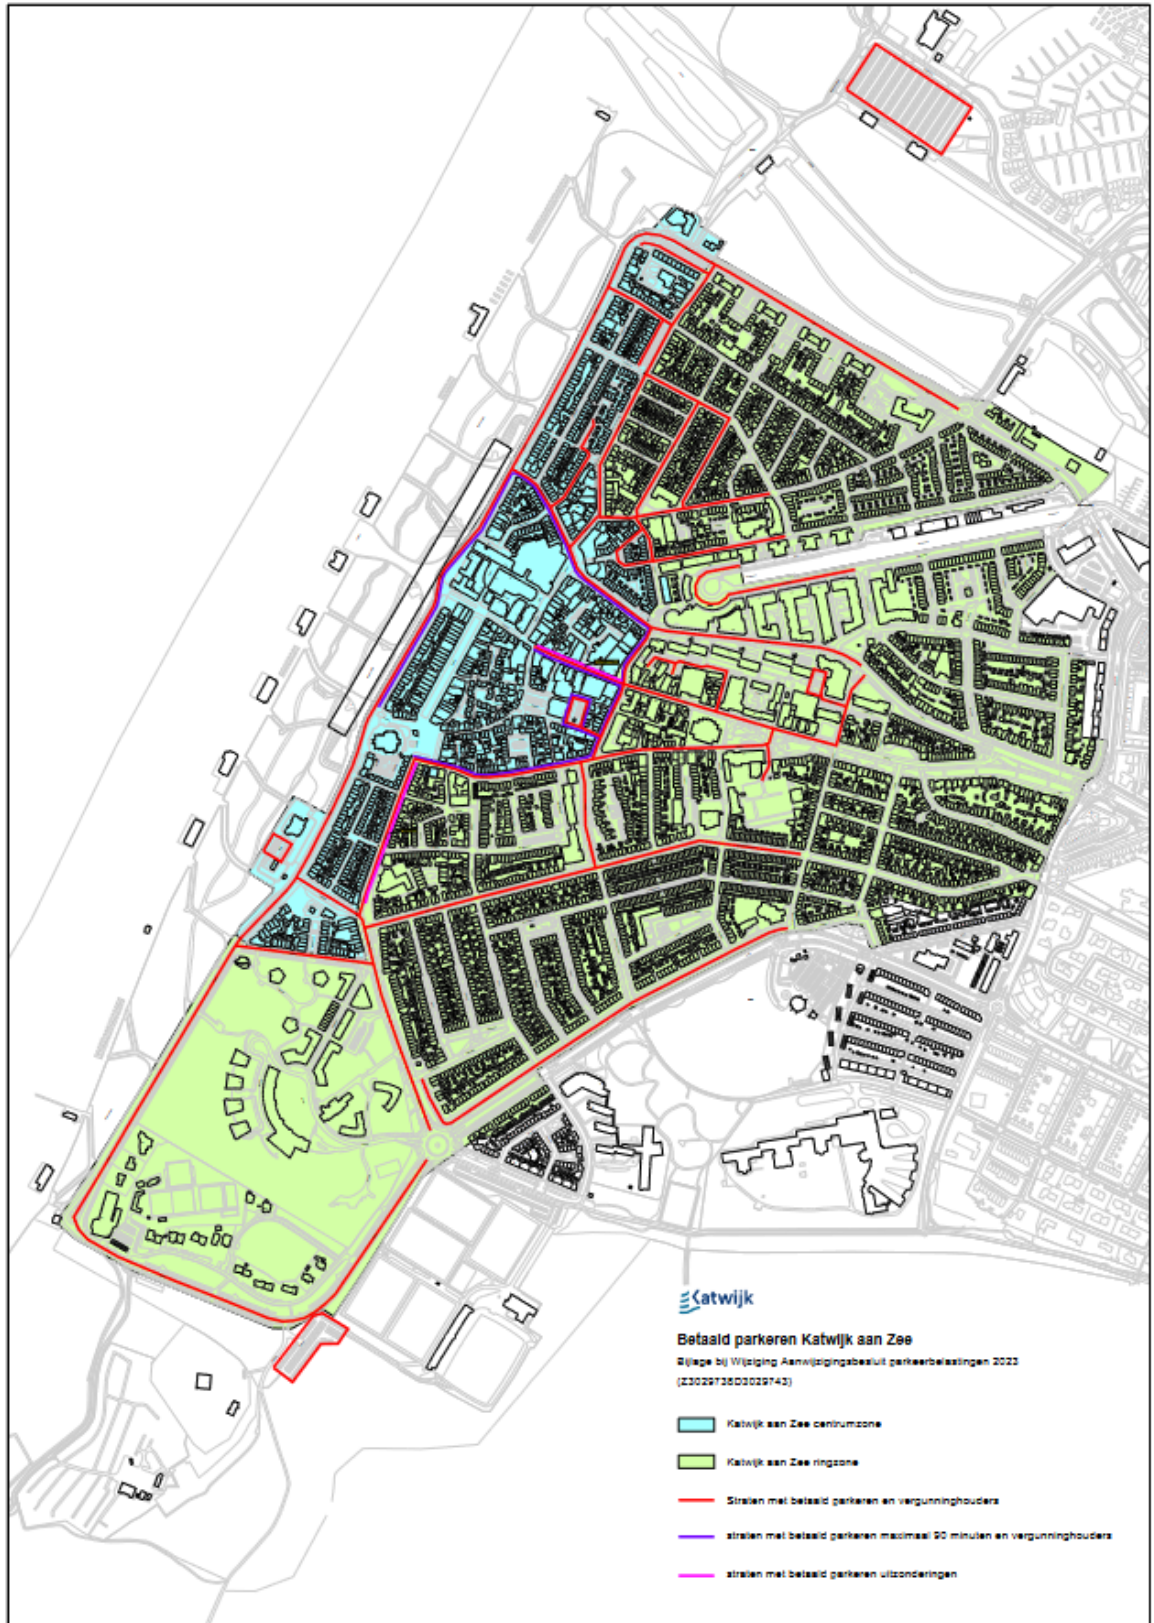 Katwijk
Betaald parkeren Katwijk aan Zee
Bijlage bij Wijziging Aanwijzigingsbesluit parkeerbelastingen 2023
(Z3029738D3029743)
Katwijk aan Zee centrumzone
Katwijk aan Zee ringzone
Straten met betaald parkeren en vergunninghouders
straten met betaald parkeren maximaal 90 minuten en vergunninghouders
straten met betaald parkeren uitzonderingen